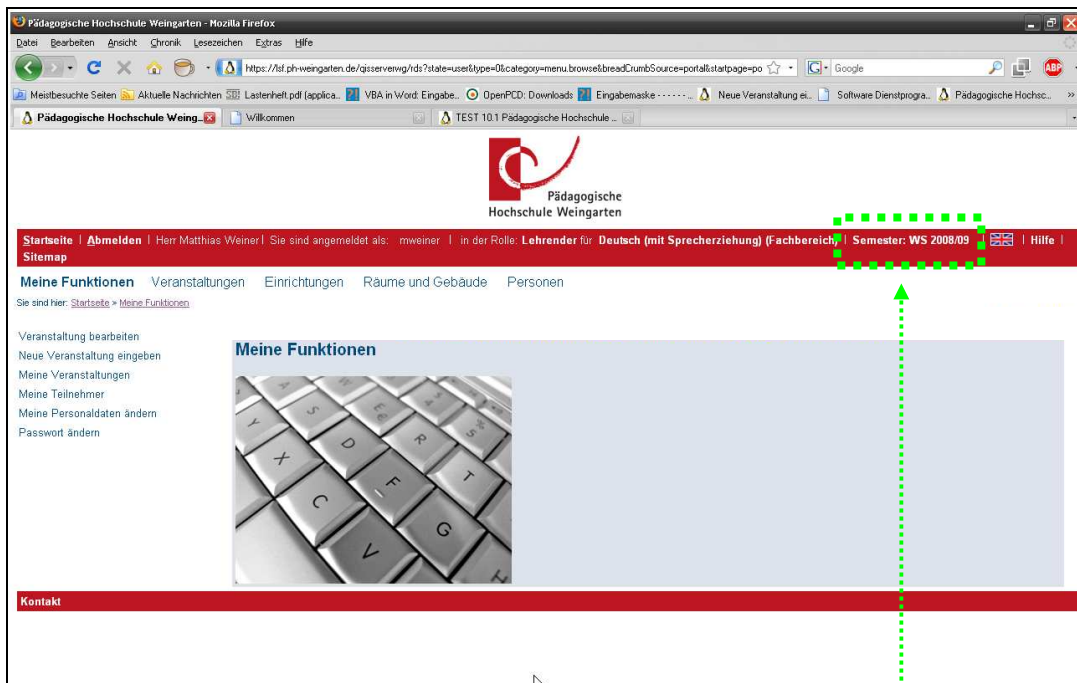 Pädagogische Hochschule Weingarten - Mozilla Firefox
Datei Bearbeiten Ansicht Chronik Lesezeichen Extras Hilfe
https://lsf.ph-weingarten.de/qisserverwg/rds?state=user&type=0&category=menu.browse&breadCrumbSource=portal&startpage=po Google ABP
Meistbesuchte Seiten Aktuelle Nachrichten Lastenheft.pdf (applica... VBA in Word: Eingabe... OpenPCD: Downloads Eingabemaske - - - - - - ... Neue Veranstaltung ei... Software Dienstprogra... Pädagogische Hochsc... »
Pädagogische Hochschule Weing... Willkommen TEST 10.1 Pädagogische Hochschule ...
Pädagogische
Hochschule Weingarten
Startseite | Abmelden | Herr Matthias Weiner | Sie sind angemeldet als: mweiner | in der Rolle: Lehrender für Deutsch (mit Sprecherziehung) (Fachbereich) | Semester: WS 2008/09 | Hilfe |
Sitemap
Meine Funktionen Veranstaltungen Einrichtungen Räume und Gebäude Personen
Sie sind hier: Startseite » Meine Funktionen
Veranstaltung bearbeiten
Neue Veranstaltung eingeben
Meine Veranstaltungen
Meine Teilnehmer
Meine Personaldaten ändern
Passwort ändern
Meine Funktionen
A W
Y S € E 4
X D R 5 %
C F T
V G
H
Kontakt